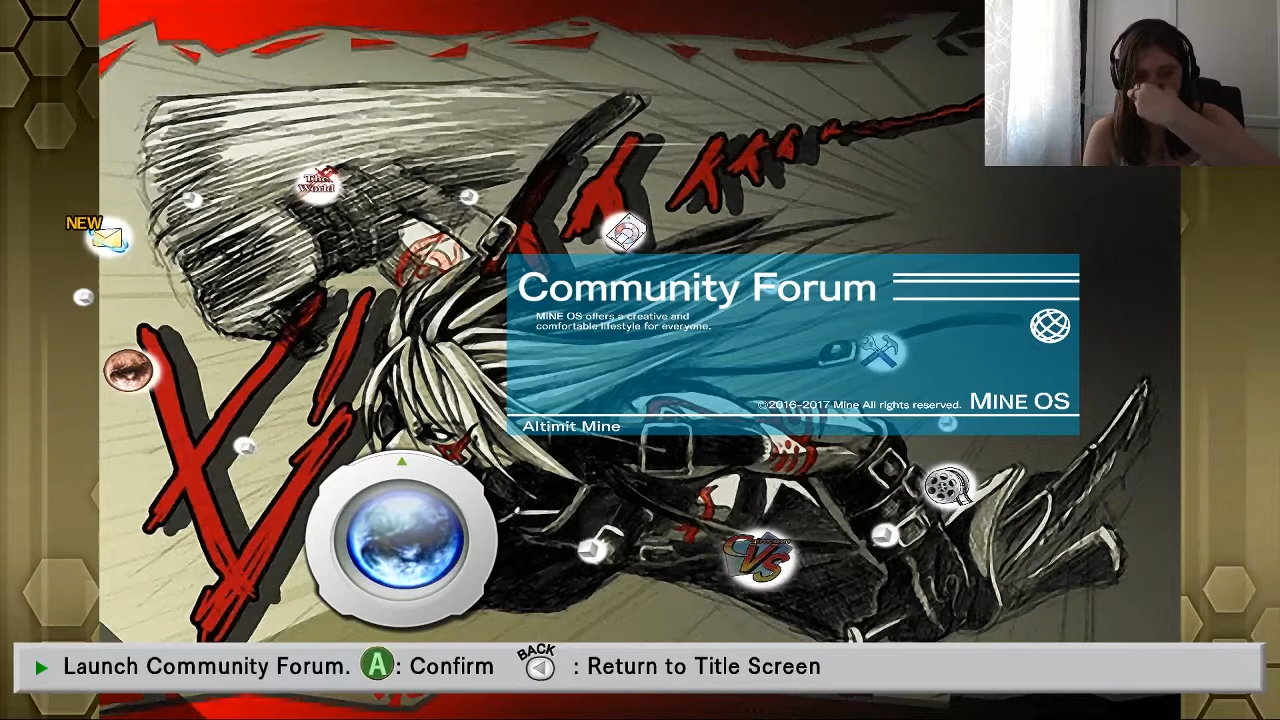 The
World
NEW
Community Forum
MINE OS offers a creative and
comfortable lifestyle for everyone.
©2016-2017 Mine All rights reserved. MINE OS
Altimit Mine
CVS
BACK
Launch Community Forum. A : Confirm : Return to Title Screen